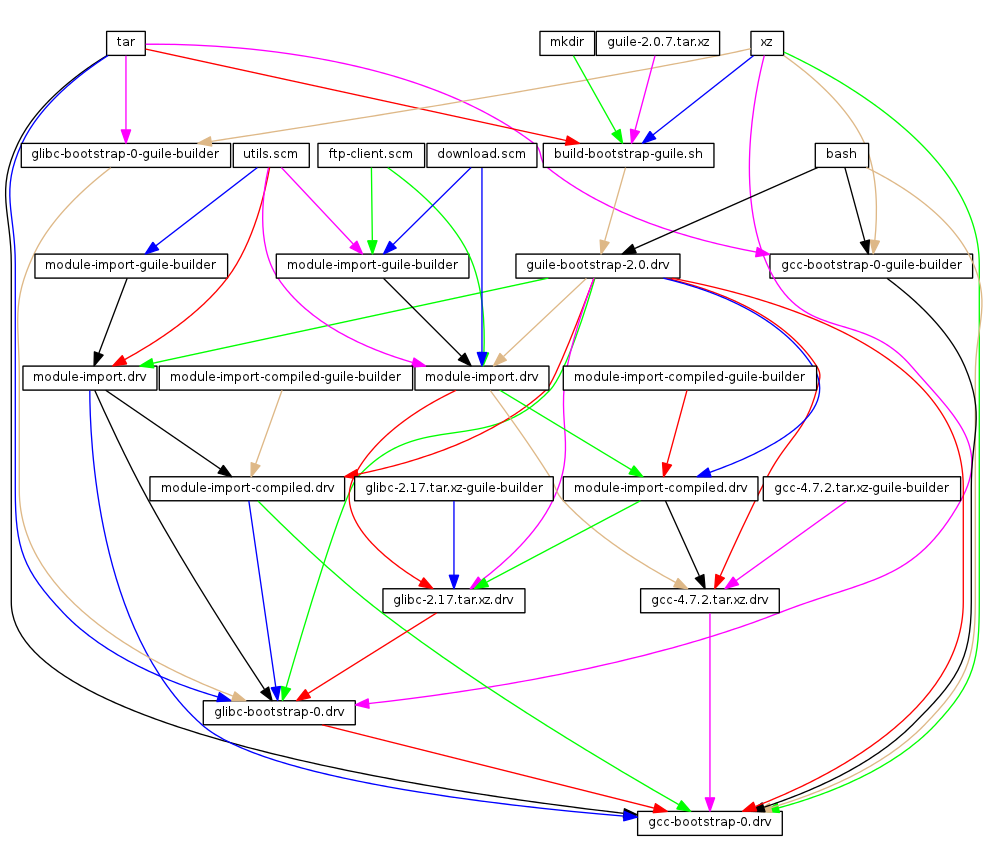 tar
mkdir
guile-2.0.7.tar.xz
xz
glibc-bootstrap-0-guile-builder
utils.scm
ftp-client.scm
download.scm
build-bootstrap-guile.sh
bash
module-import-guile-builder
module-import-guile-builder
guile-bootstrap-2.0.drv
gcc-bootstrap-0-guile-builder
module-import.drv
module-import-compiled-guile-builder
module-import.drv
module-import-compiled-guile-builder
module-import-compiled.drv
glibc-2.17.tar.xz-guile-builder
module-import-compiled.drv
gcc-4.7.2.tar.xz-guile-builder
glibc-2.17.tar.xz.drv
gcc-4.7.2.tar.xz.drv
glibc-bootstrap-0.drv
gcc-bootstrap-0.drv